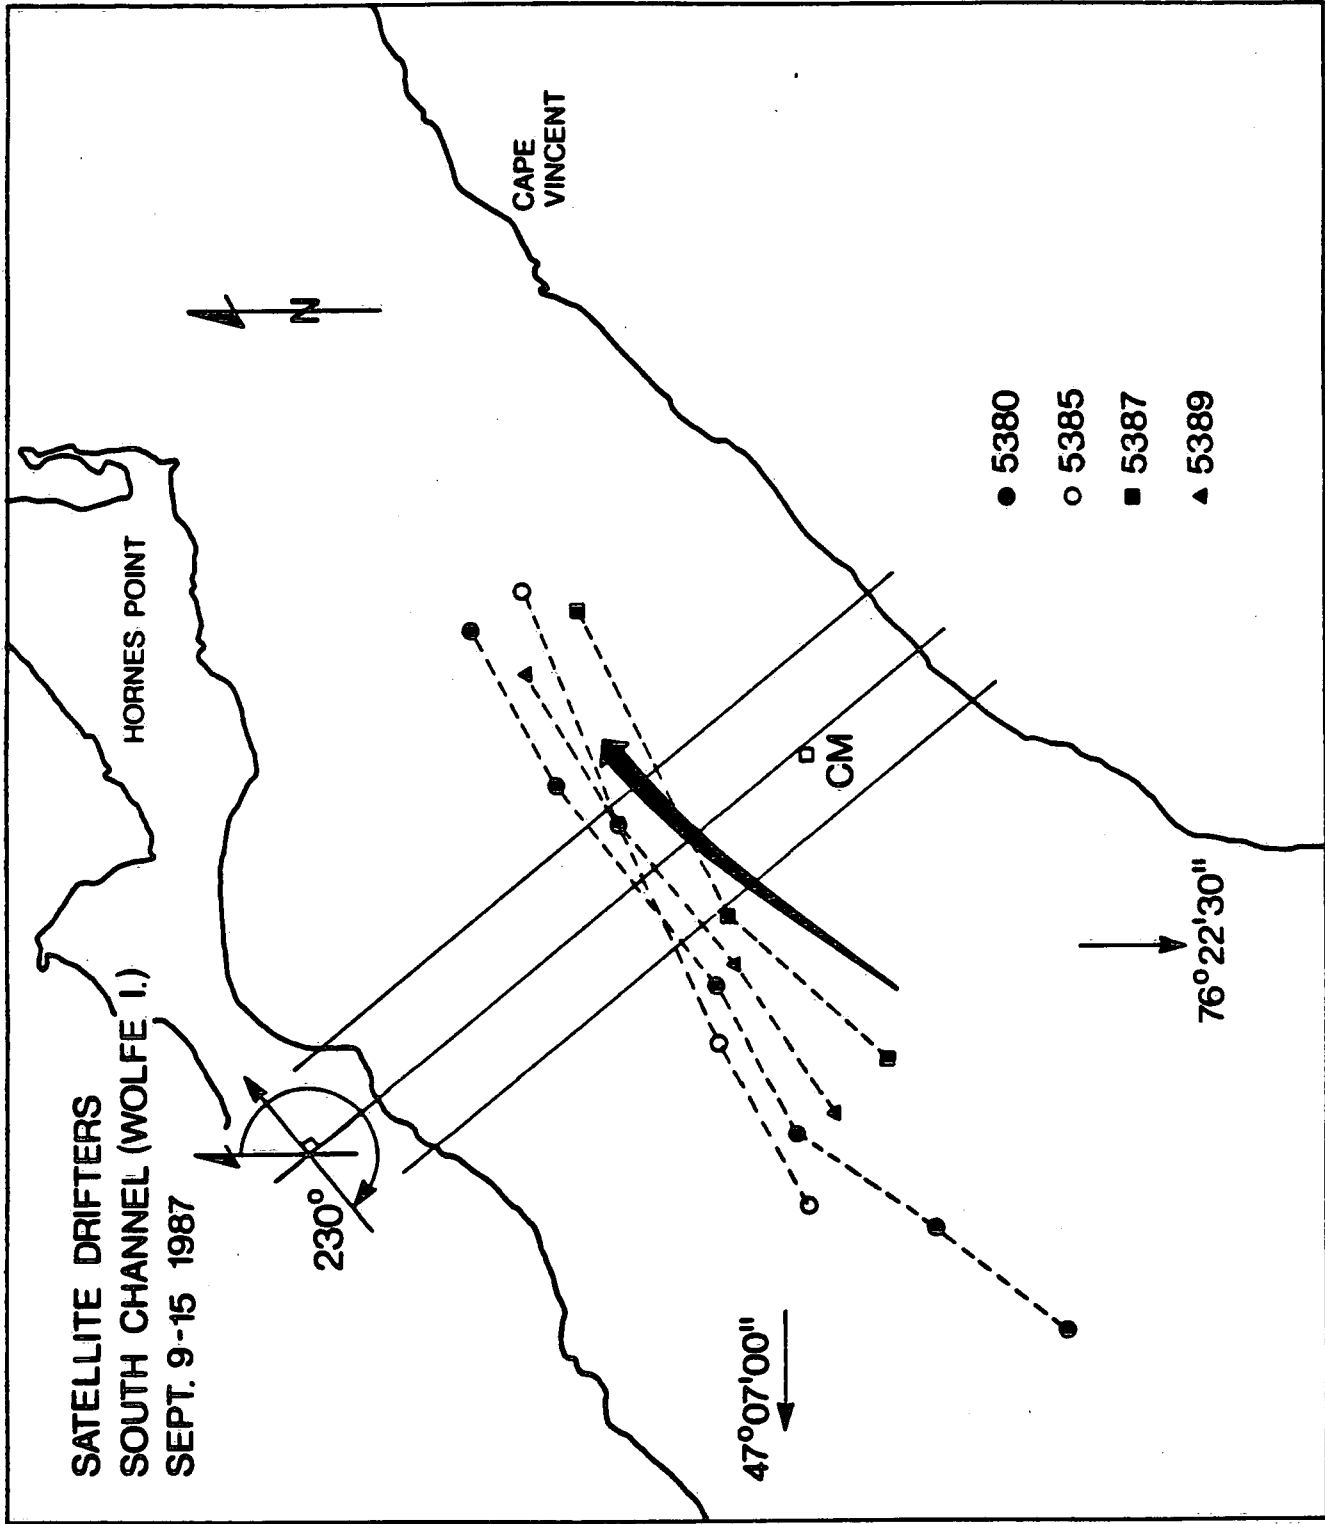 SATELLITE DRIFTERS
SOUTH CHANNEL (WOLFE I.)
SEPT. 9-15 1987
HORNES POINT
N
CAPE
VINCENT
230°
CM
47°07'00"
76°22'30"
5380
5385
5387
5389